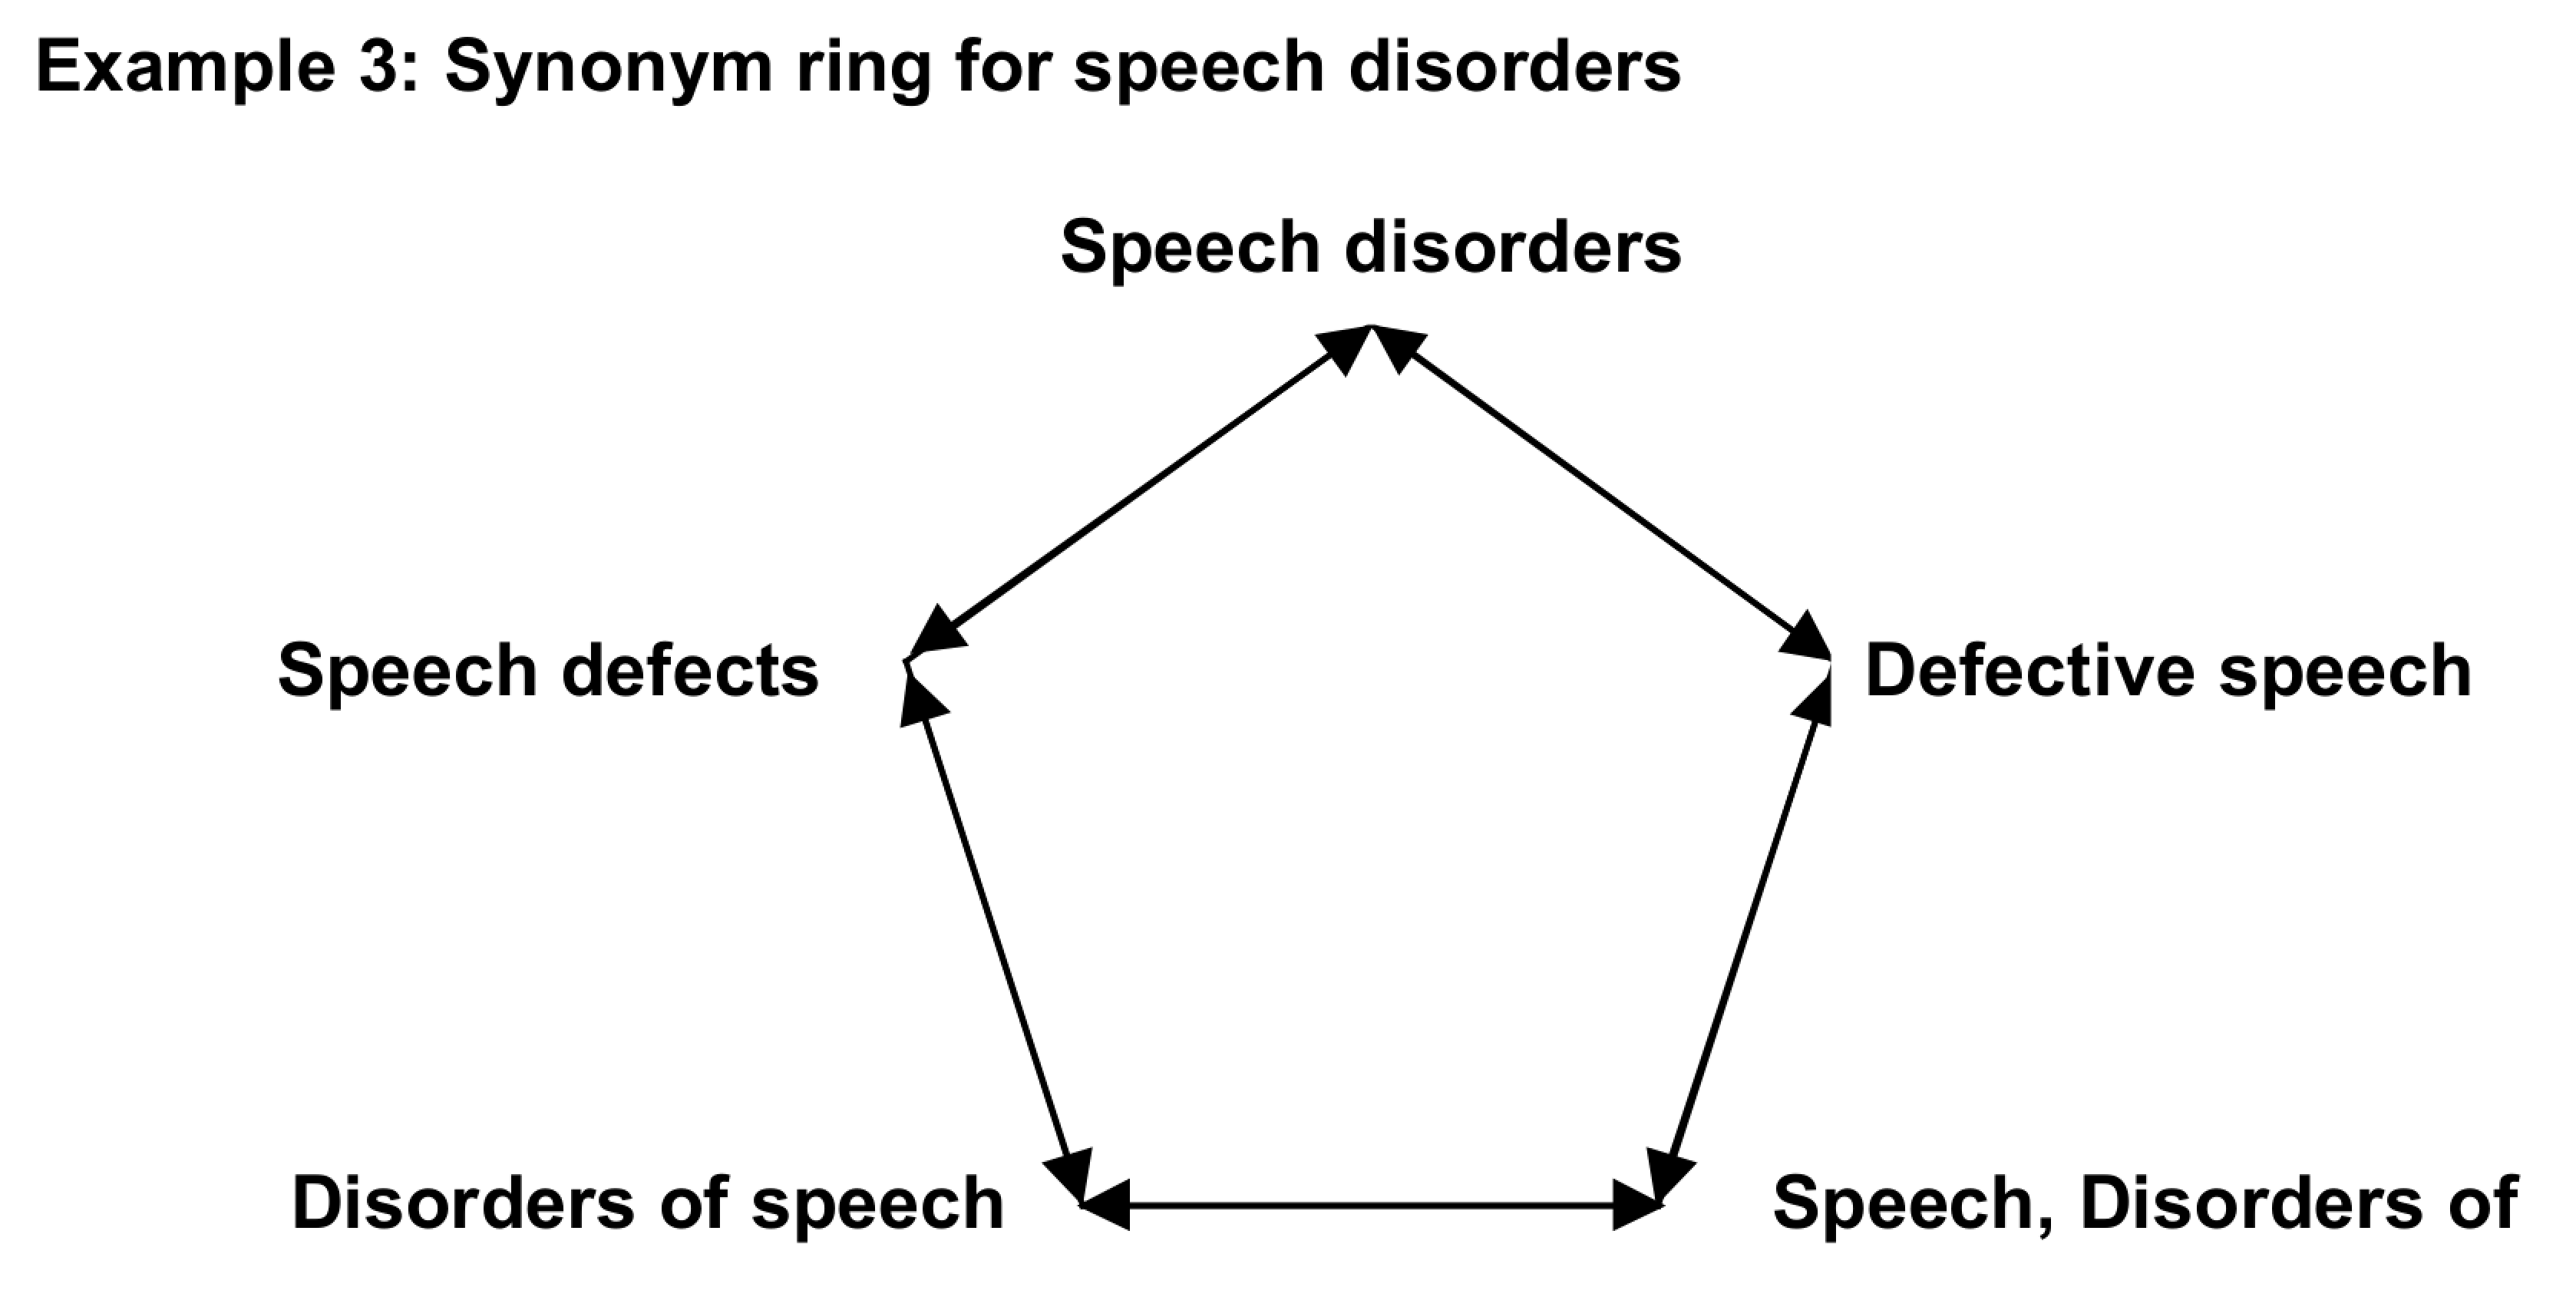 Example 3: Synonym ring for speech disorders
Speech disorders
Speech defects
Defective speech
Disorders of speech
Speech, Disorders of